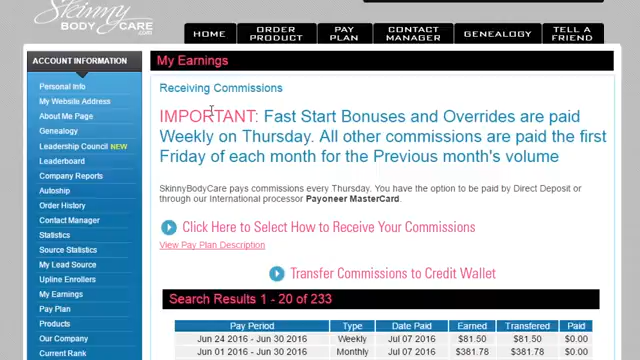 Skinny
BODY CARE
.com
HOME
ORDER PRODUCT
PAY PLAN
CONTACT MANAGER
GENEALOGY
TELL A FRIEND
ACCOUNT INFORMATION
Personal Info
My Website Address
About Me Page
Genealogy
Leadership Council NEW
Leaderboard
Company Reports
Autoship
Order History
Contact Manager
Statistics
Source Statistics
My Lead Source
Upline Enrollers
My Earnings
Pay Plan
Products
Our Company
Current Rank
My Earnings
Receiving Commissions
IMPORTANT: Fast Start Bonuses and Overrides are paid
Weekly on Thursday. All other commissions are paid the first
Friday of each month for the Previous month's volume
SkinnyBodyCare pays commissions every Thursday. You have the option to be paid by Direct Deposit or
through our International processor Payoneer MasterCard.
Click Here to Select How to Receive Your Commissions
View Pay Plan Description
Transfer Commissions to Credit Wallet
Search Results 1 - 20 of 233
Pay Period Type Date Paid Earned Transfered Paid
Jun 24 2016 - Jun 30 2016 Weekly Jul 07 2016 $81.50 $81.50 $0.00
Jun 01 2016 - Jun 30 2016 Monthly Jul 07 2016 $381.78 $381.78 $0.00